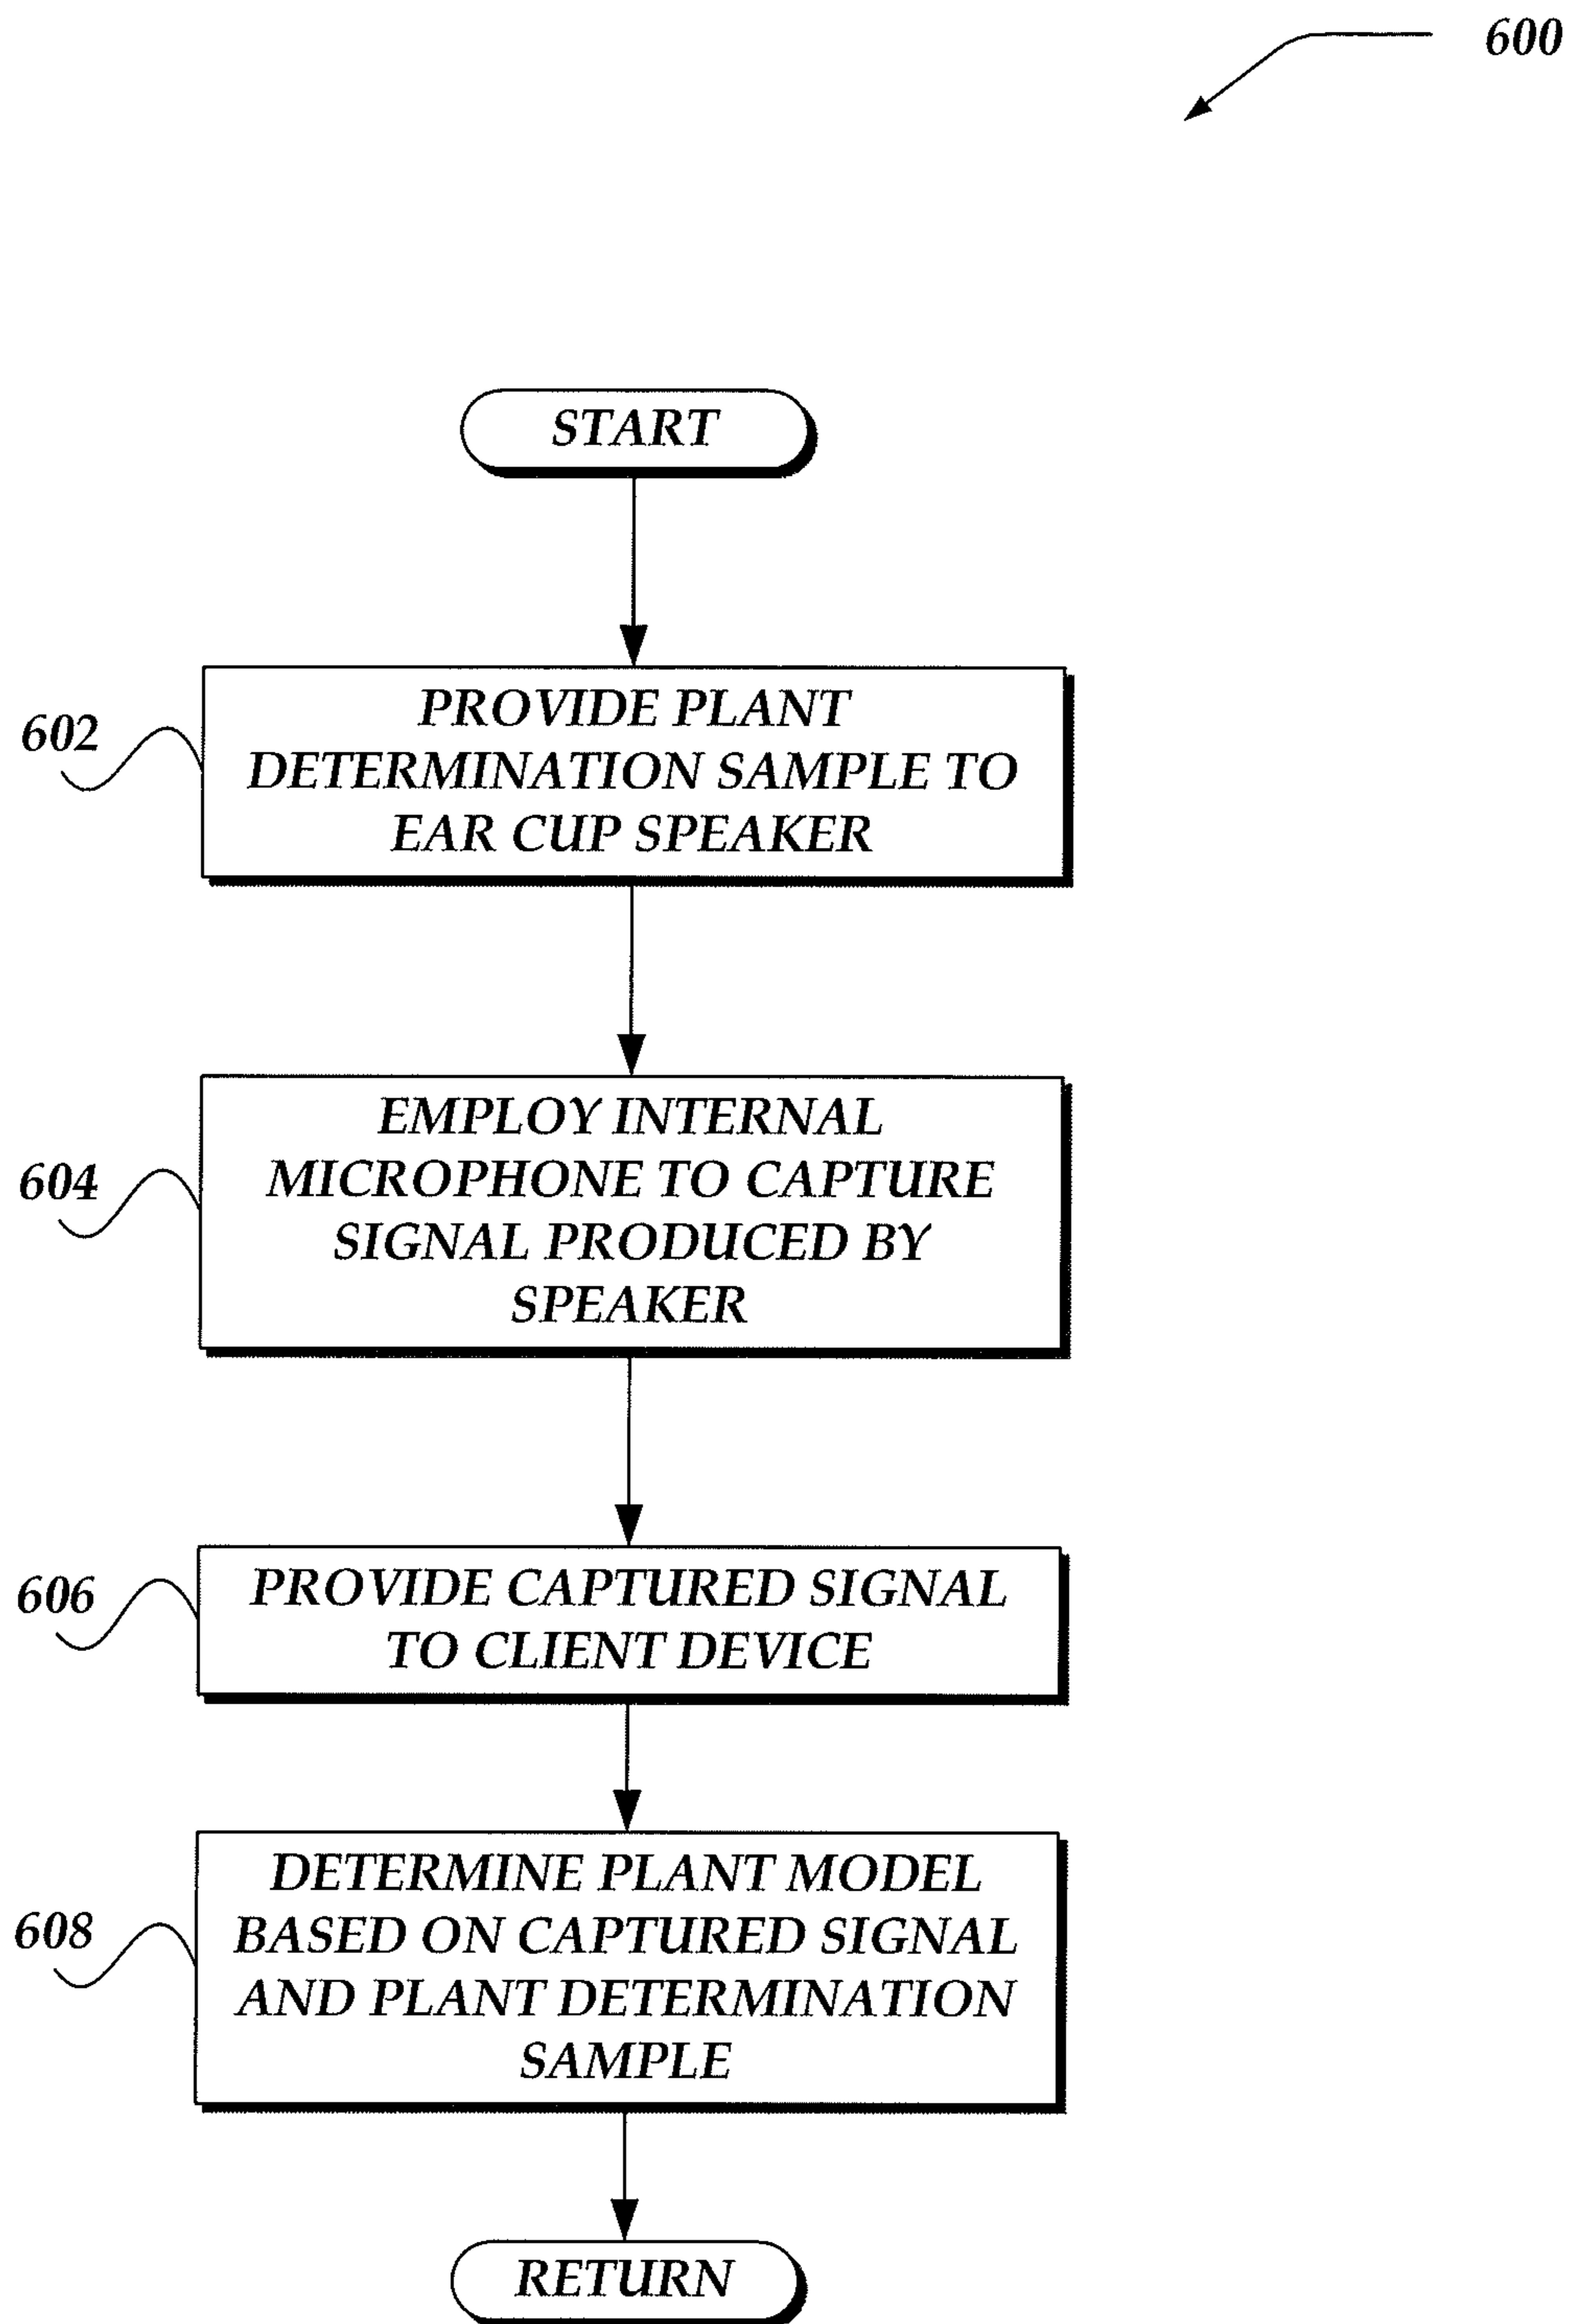 600
START
602
PROVIDE PLANT
DETERMINATION SAMPLE TO
EAR CUP SPEAKER
604
EMPLOY INTERNAL
MICROPHONE TO CAPTURE
SIGNAL PRODUCED BY
SPEAKER
606
PROVIDE CAPTURED SIGNAL
TO CLIENT DEVICE
608
DETERMINE PLANT MODEL
BASED ON CAPTURED SIGNAL
AND PLANT DETERMINATION
SAMPLE
RETURN